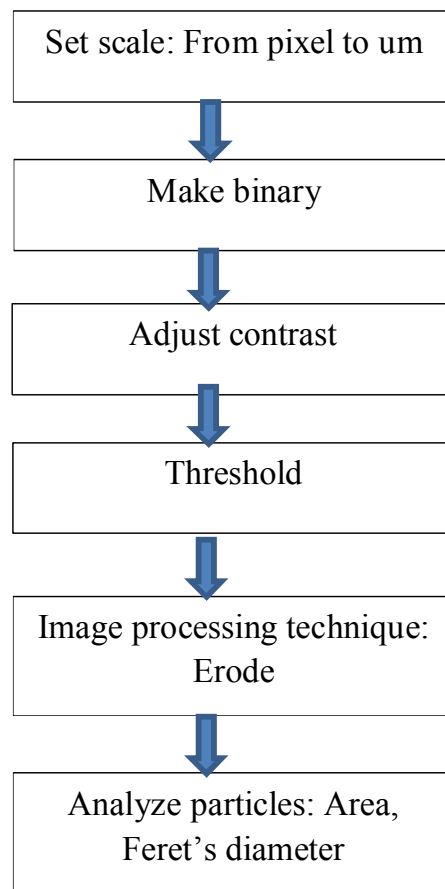 Set scale: From pixel to um
Make binary
Adjust contrast
Threshold
Image processing technique:
Erode
Analyze particles: Area,
Feret’s diameter